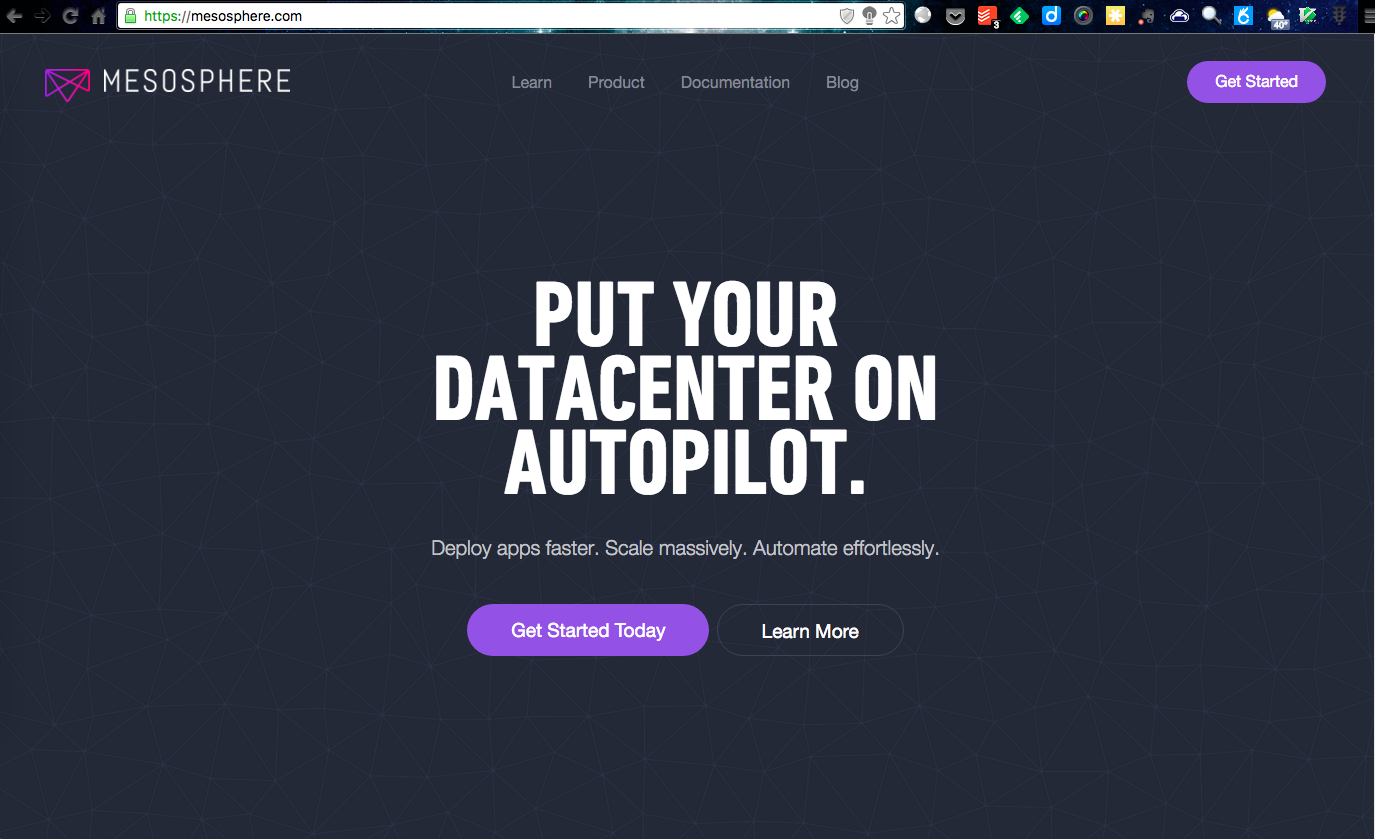 https://mesosphere.com
3
40°
MESOSPHERE
Learn Product Documentation Blog
Get Started
PUT YOUR
DATACENTER ON
AUTOPILOT.
Deploy apps faster. Scale massively. Automate effortlessly.
Get Started Today
Learn More